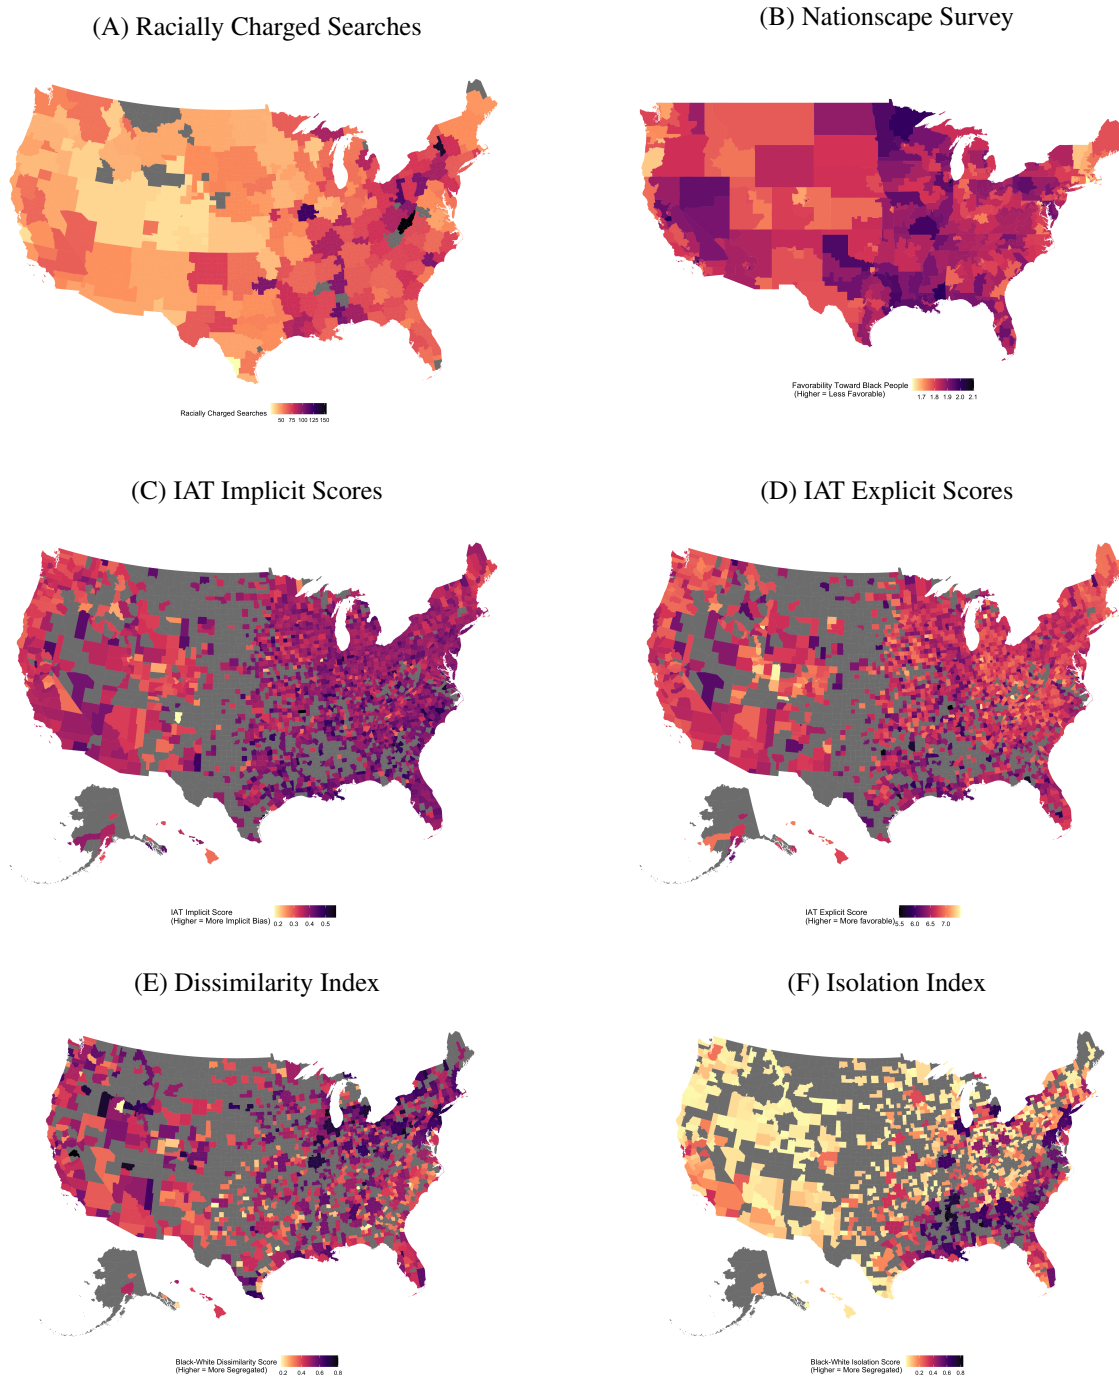 (A) Racially Charged Searches
(B) Nationscape Survey
Racially Charged Searches
50 75 100 125 150
Favorability Toward Black People
(Higher = Less Favorable)
1.7 1.8 1.9 2.0 2.1
(C) IAT Implicit Scores
(D) IAT Explicit Scores
IAT Implicit Score
(Higher = More Implicit Bias)
0.2 0.3 0.4 0.5
IAT Explicit Score
(Higher = More favorable)
5.5 6.0 6.5 7.0
(E) Dissimilarity Index
(F) Isolation Index
Black-White Dissimilarity Score
(Higher = More Segregated)
0.2 0.4 0.6 0.8
Black-White Isolation Score
(Higher = More Segregated)
0.2 0.4 0.6 0.8